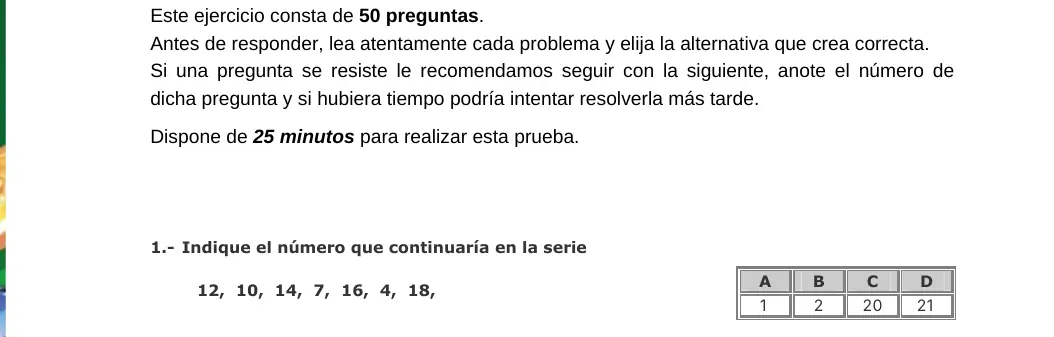 Este ejercicio consta de 50 preguntas.
Antes de responder, lea atentamente cada problema y elija la alternativa que crea correcta.
Si una pregunta se resiste le recomendamos seguir con la siguiente, anote el número de
dicha pregunta y si hubiera tiempo podría intentar resolverla más tarde.
Dispone de 25 minutos para realizar esta prueba.
1.- Indique el número que continuaría en la serie
12, 10, 14, 7, 16, 4, 18,
A B C D
1 2 20 21